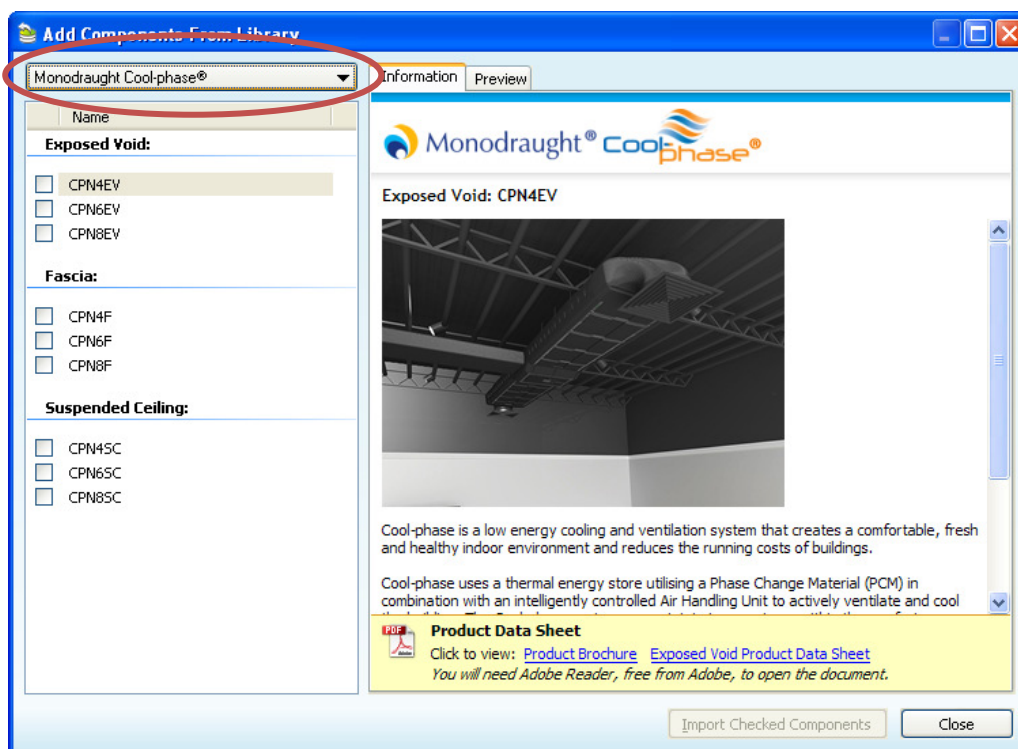 Add Components From Library
Monodraught Cool-phase®
Name
Exposed Void:
CPN4EV
CPN6EV
CPN8EV
Fascia:
CPN4F
CPN6F
CPN8F
Suspended Ceiling:
CPN4SC
CPN6SC
CPN8SC
Information
Preview
Monodraught® Coolphase®
Exposed Void: CPN4EV
Cool-phase is a low energy cooling and ventilation system that creates a comfortable, fresh
and healthy indoor environment and reduces the running costs of buildings.
Cool-phase uses a thermal energy store utilising a Phase Change Material (PCM) in
combination with an intelligently controlled Air Handling Unit to actively ventilate and cool
PDF
Adobe
Product Data Sheet
Click to view: Product Brochure Exposed Void Product Data Sheet
You will need Adobe Reader, free from Adobe, to open the document.
Import Checked Components
Close